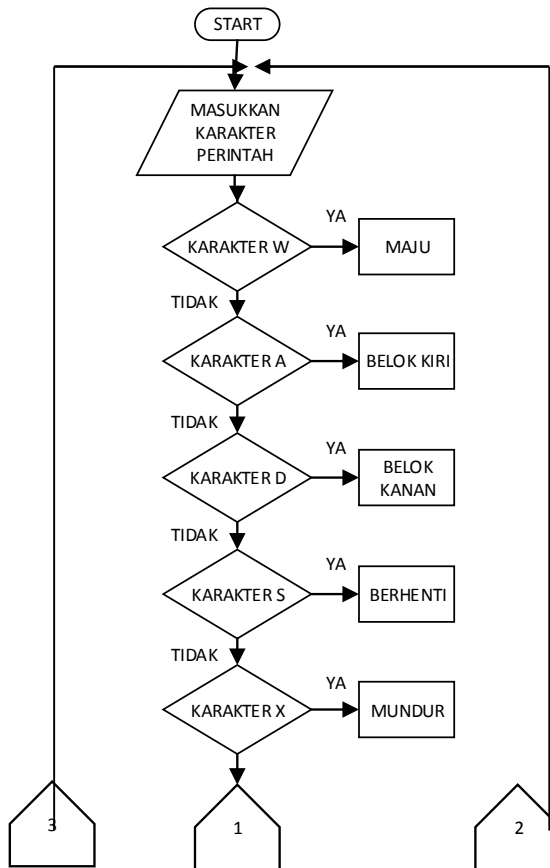 START
MASUKKAN
KARAKTER
PERINTAH
KARAKTER W
YA
MAJU
TIDAK
KARAKTER A
YA
BELOK KIRI
TIDAK
KARAKTER D
YA
BELOK
KANAN
TIDAK
KARAKTER S
YA
BERHENTI
TIDAK
KARAKTER X
YA
MUNDUR
3
1
2